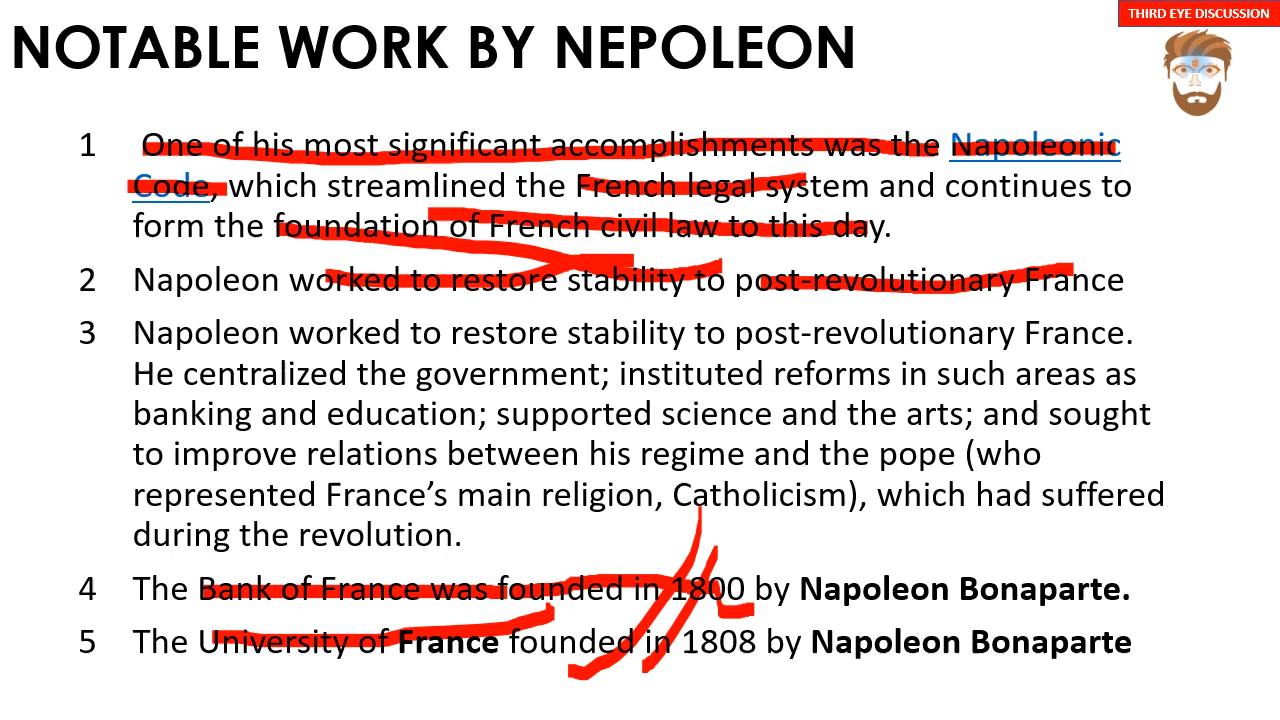 THIRD EYE DISCUSSION
NOTABLE WORK BY NEPOLEON
1 One of his most significant accomplishments was the Napoleonic
Code, which streamlined the French legal system and continues to
form the foundation of French civil law to this day.
2 Napoleon worked to restore stability to post-revolutionary France
3 Napoleon worked to restore stability to post-revolutionary France.
He centralized the government; instituted reforms in such areas as
banking and education; supported science and the arts; and sought
to improve relations between his regime and the pope (who
represented France’s main religion, Catholicism), which had suffered
during the revolution.
4 The Bank of France was founded in 1800 by Napoleon Bonaparte.
5 The University of France founded in 1808 by Napoleon Bonaparte